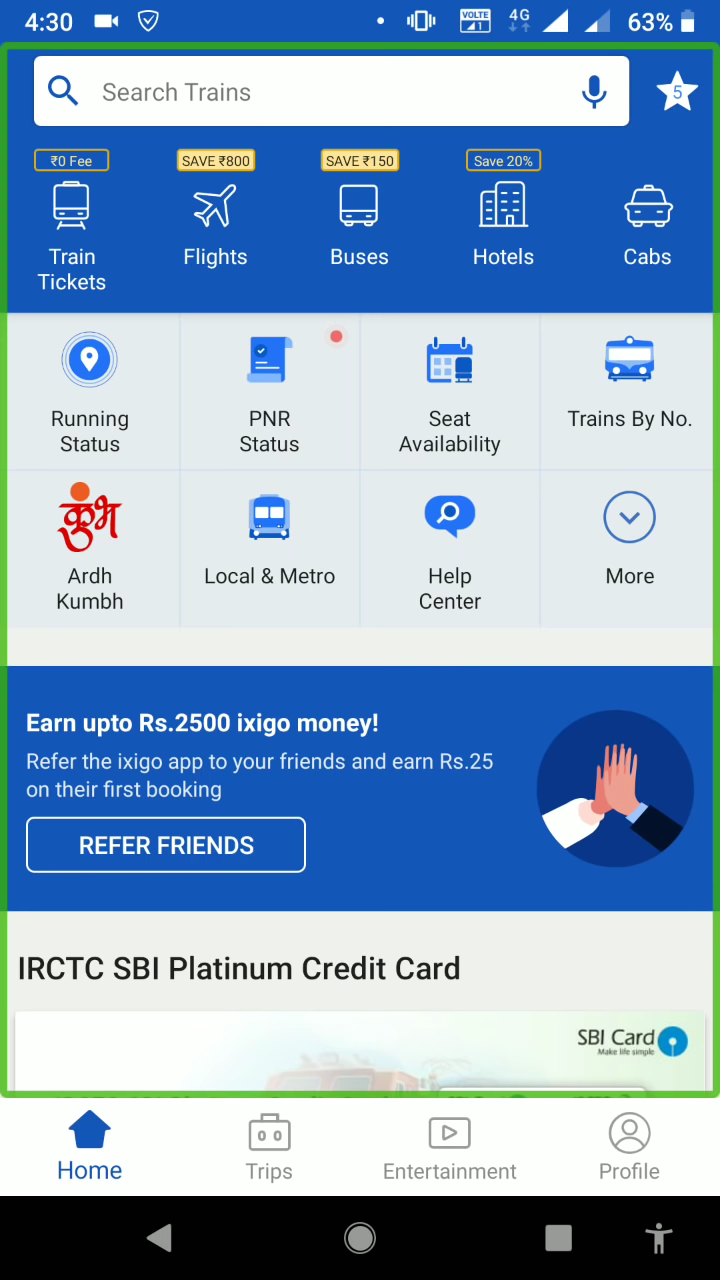 4:30
VOLTE
1
4G
63%
Search Trains
5
₹0 Fee
SAVE ₹800
SAVE ₹150
Save 20%
Train
Tickets
Flights
Buses
Hotels
Cabs
Running
Status
PNR
Status
Seat
Availability
Trains By No.
कुंभ
Ardh
Kumbh
Local & Metro
Help
Center
More
Earn upto Rs.2500 ixigo money!
Refer the ixigo app to your friends and earn Rs.25
on their first booking
REFER FRIENDS
IRCTC SBI Platinum Credit Card
SBI Card
Make life simple
Home
Trips
Entertainment
Profile